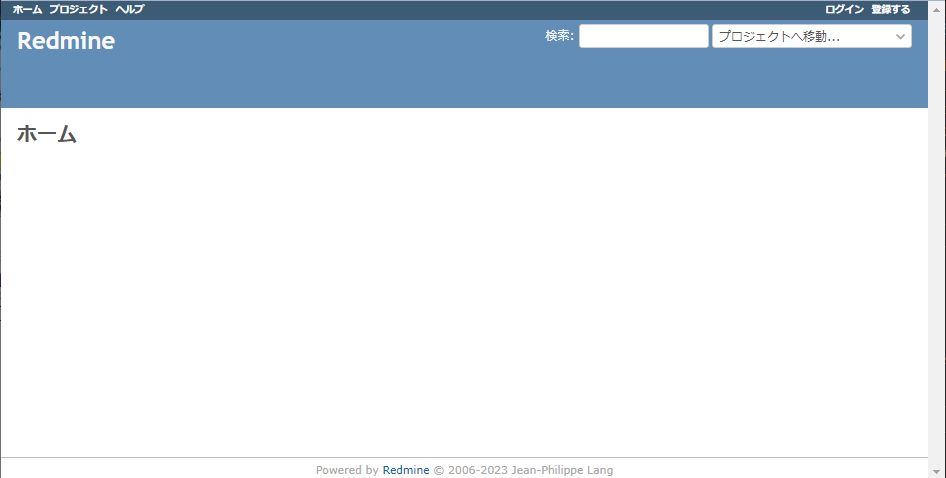 ホーム プロジェクト ヘルプ ログイン 登録する
Redmine 検索: プロジェクトへ移動...
ホーム
Powered by Redmine © 2006-2023 Jean-Philippe Lang